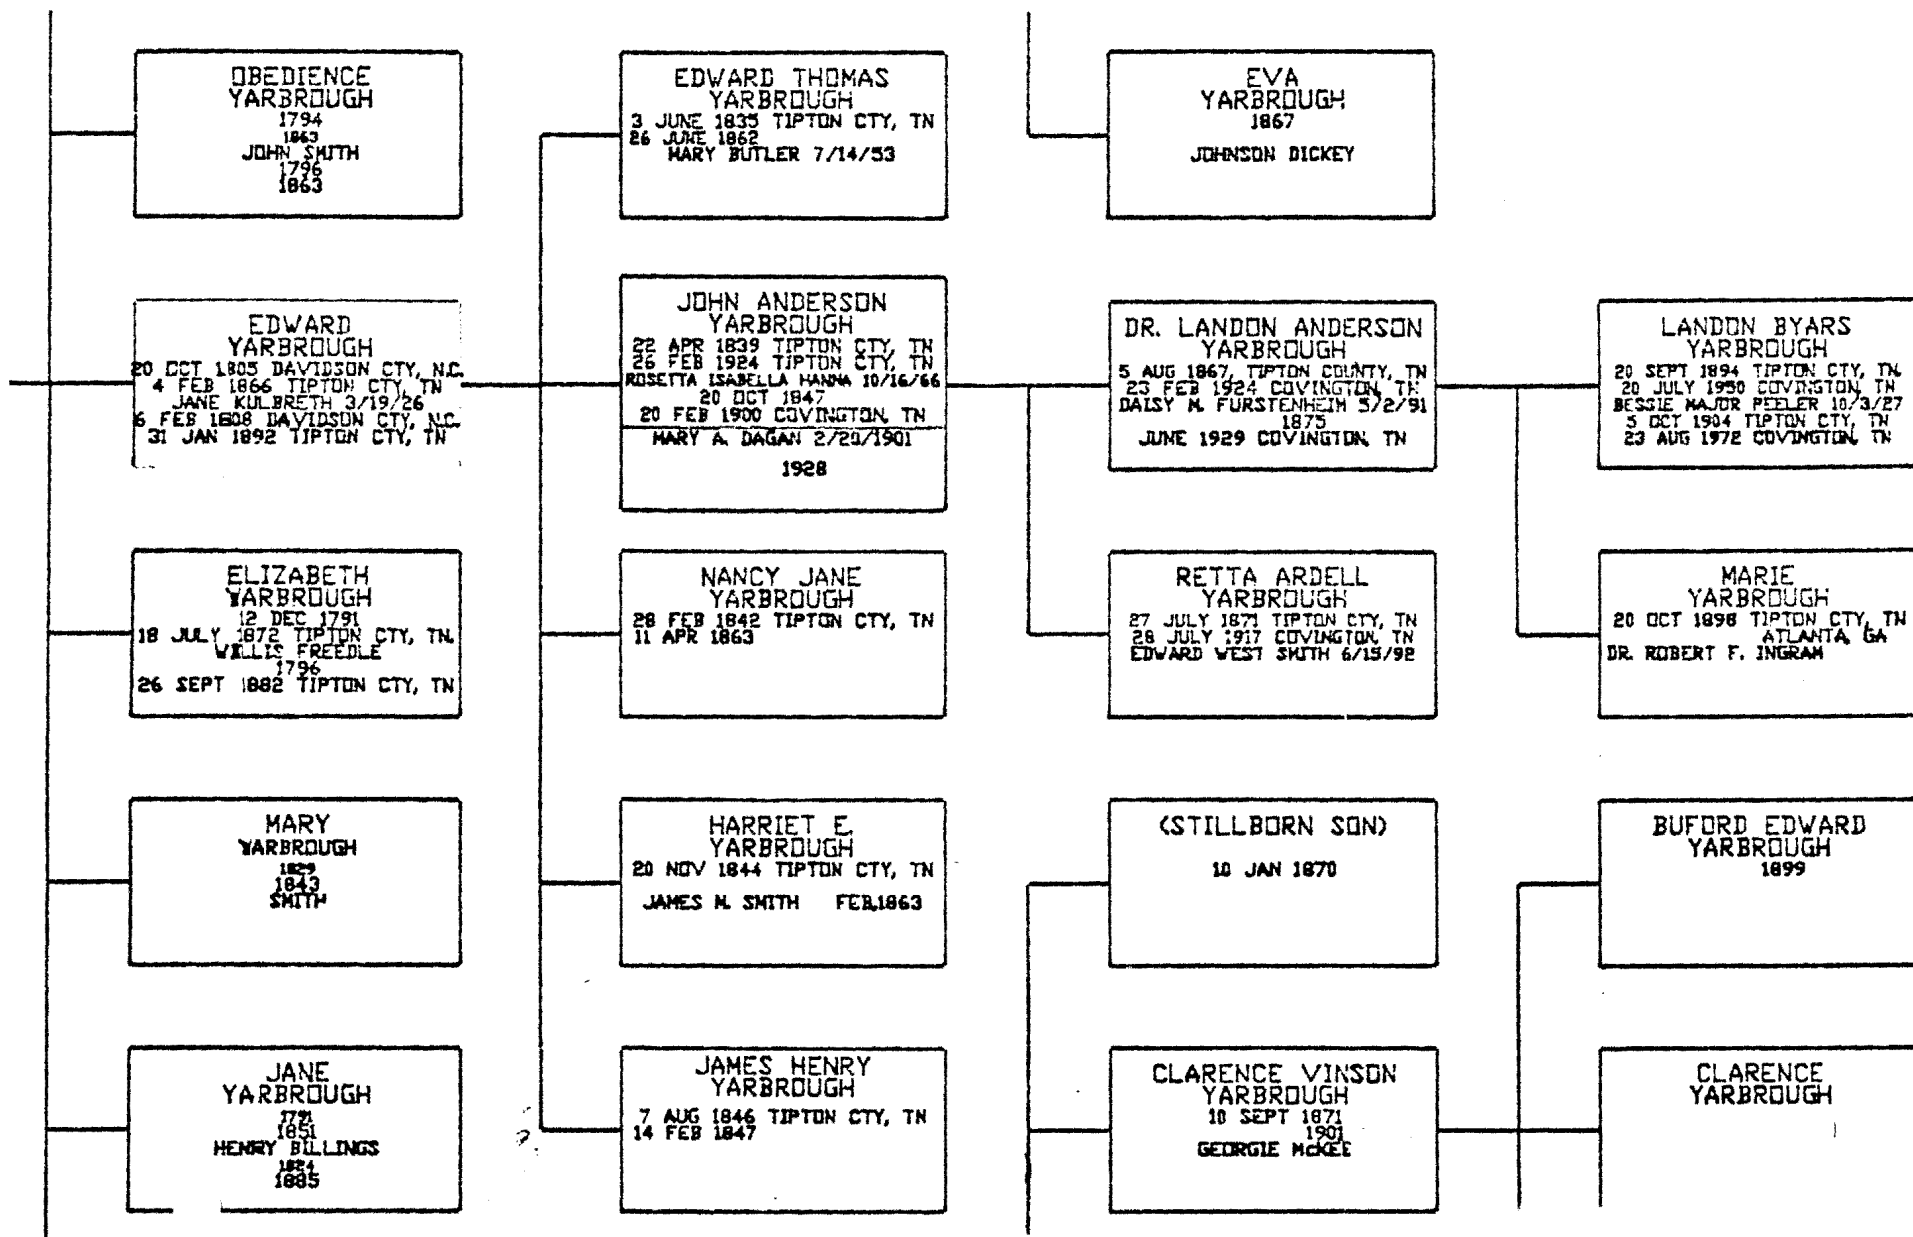 OBEDIENCE
YARBROUGH
1794
1863
JOHN SMITH
1796
1863
EDWARD
YARBROUGH
20 OCT 1805 DAVIDSON CTY, N.C.
4 FEB 1866 TIPTON CTY, TN
JANE KULBRETH 3/19/26
6 FEB 1808 DAVIDSON CTY, N.C.
31 JAN 1892 TIPTON CTY, TN
ELIZABETH
YARBROUGH
12 DEC 1791
18 JULY 1872 TIPTON CTY, TN.
WILLIS FREEDLE
1796
26 SEPT 1882 TIPTON CTY, TN
MARY
YARBROUGH
1829
1843
SMITH
JANE
YARBROUGH
1791
1851
HENRY BILLINGS
1824
1885
EDWARD THOMAS
YARBROUGH
3 JUNE 1835 TIPTON CTY, TN
26 JUNE 1862
MARY BUTLER 7/14/53
JOHN ANDERSON
YARBROUGH
22 APR 1839 TIPTON CTY, TN
26 FEB 1924 TIPTON CTY, TN
ROSETTA ISABELLA HANNA 10/16/66
20 OCT 1847
20 FEB 1900 COVINGTON, TN
MARY A. DAGAN 2/20/1901
1928
NANCY JANE
YARBROUGH
28 FEB 1842 TIPTON CTY, TN
11 APR 1863
HARRIET E.
YARBROUGH
20 NOV 1844 TIPTON CTY, TN
JAMES M. SMITH FEB,1863
JAMES HENRY
YARBROUGH
7 AUG 1846 TIPTON CTY, TN
14 FEB 1847
EVA
YARBROUGH
1867
JOHNSON DICKEY
DR. LANDON ANDERSON
YARBROUGH
5 AUG 1867, TIPTON COUNTY, TN
23 FEB 1924 COVINGTON, TN
DAISY M. FURSTENHEIM 5/2/91
1875
JUNE 1929 COVINGTON, TN
RETTA ARDELL
YARBROUGH
27 JULY 1871 TIPTON CTY, TN
28 JULY 1917 COVINGTON, TN
EDWARD WEST SMITH 6/15/92
(STILLBORN SON)
10 JAN 1870
CLARENCE VINSON
YARBROUGH
10 SEPT 1871
1901
GEORGIE McKEE
LANDON BYARS
YARBROUGH
20 SEPT 1894 TIPTON CTY, TN.
20 JULY 1950 COVINGTON, TN
BESSIE MAJOR PEELER 10/3/27
5 OCT 1904 TIPTON CTY, TN
23 AUG 1972 COVINGTON, TN
MARIE
YARBROUGH
20 OCT 1898 TIPTON CTY, TN
ATLANTA, GA
DR. ROBERT F. INGRAM
BUFORD EDWARD
YARBROUGH
1899
CLARENCE
YARBROUGH